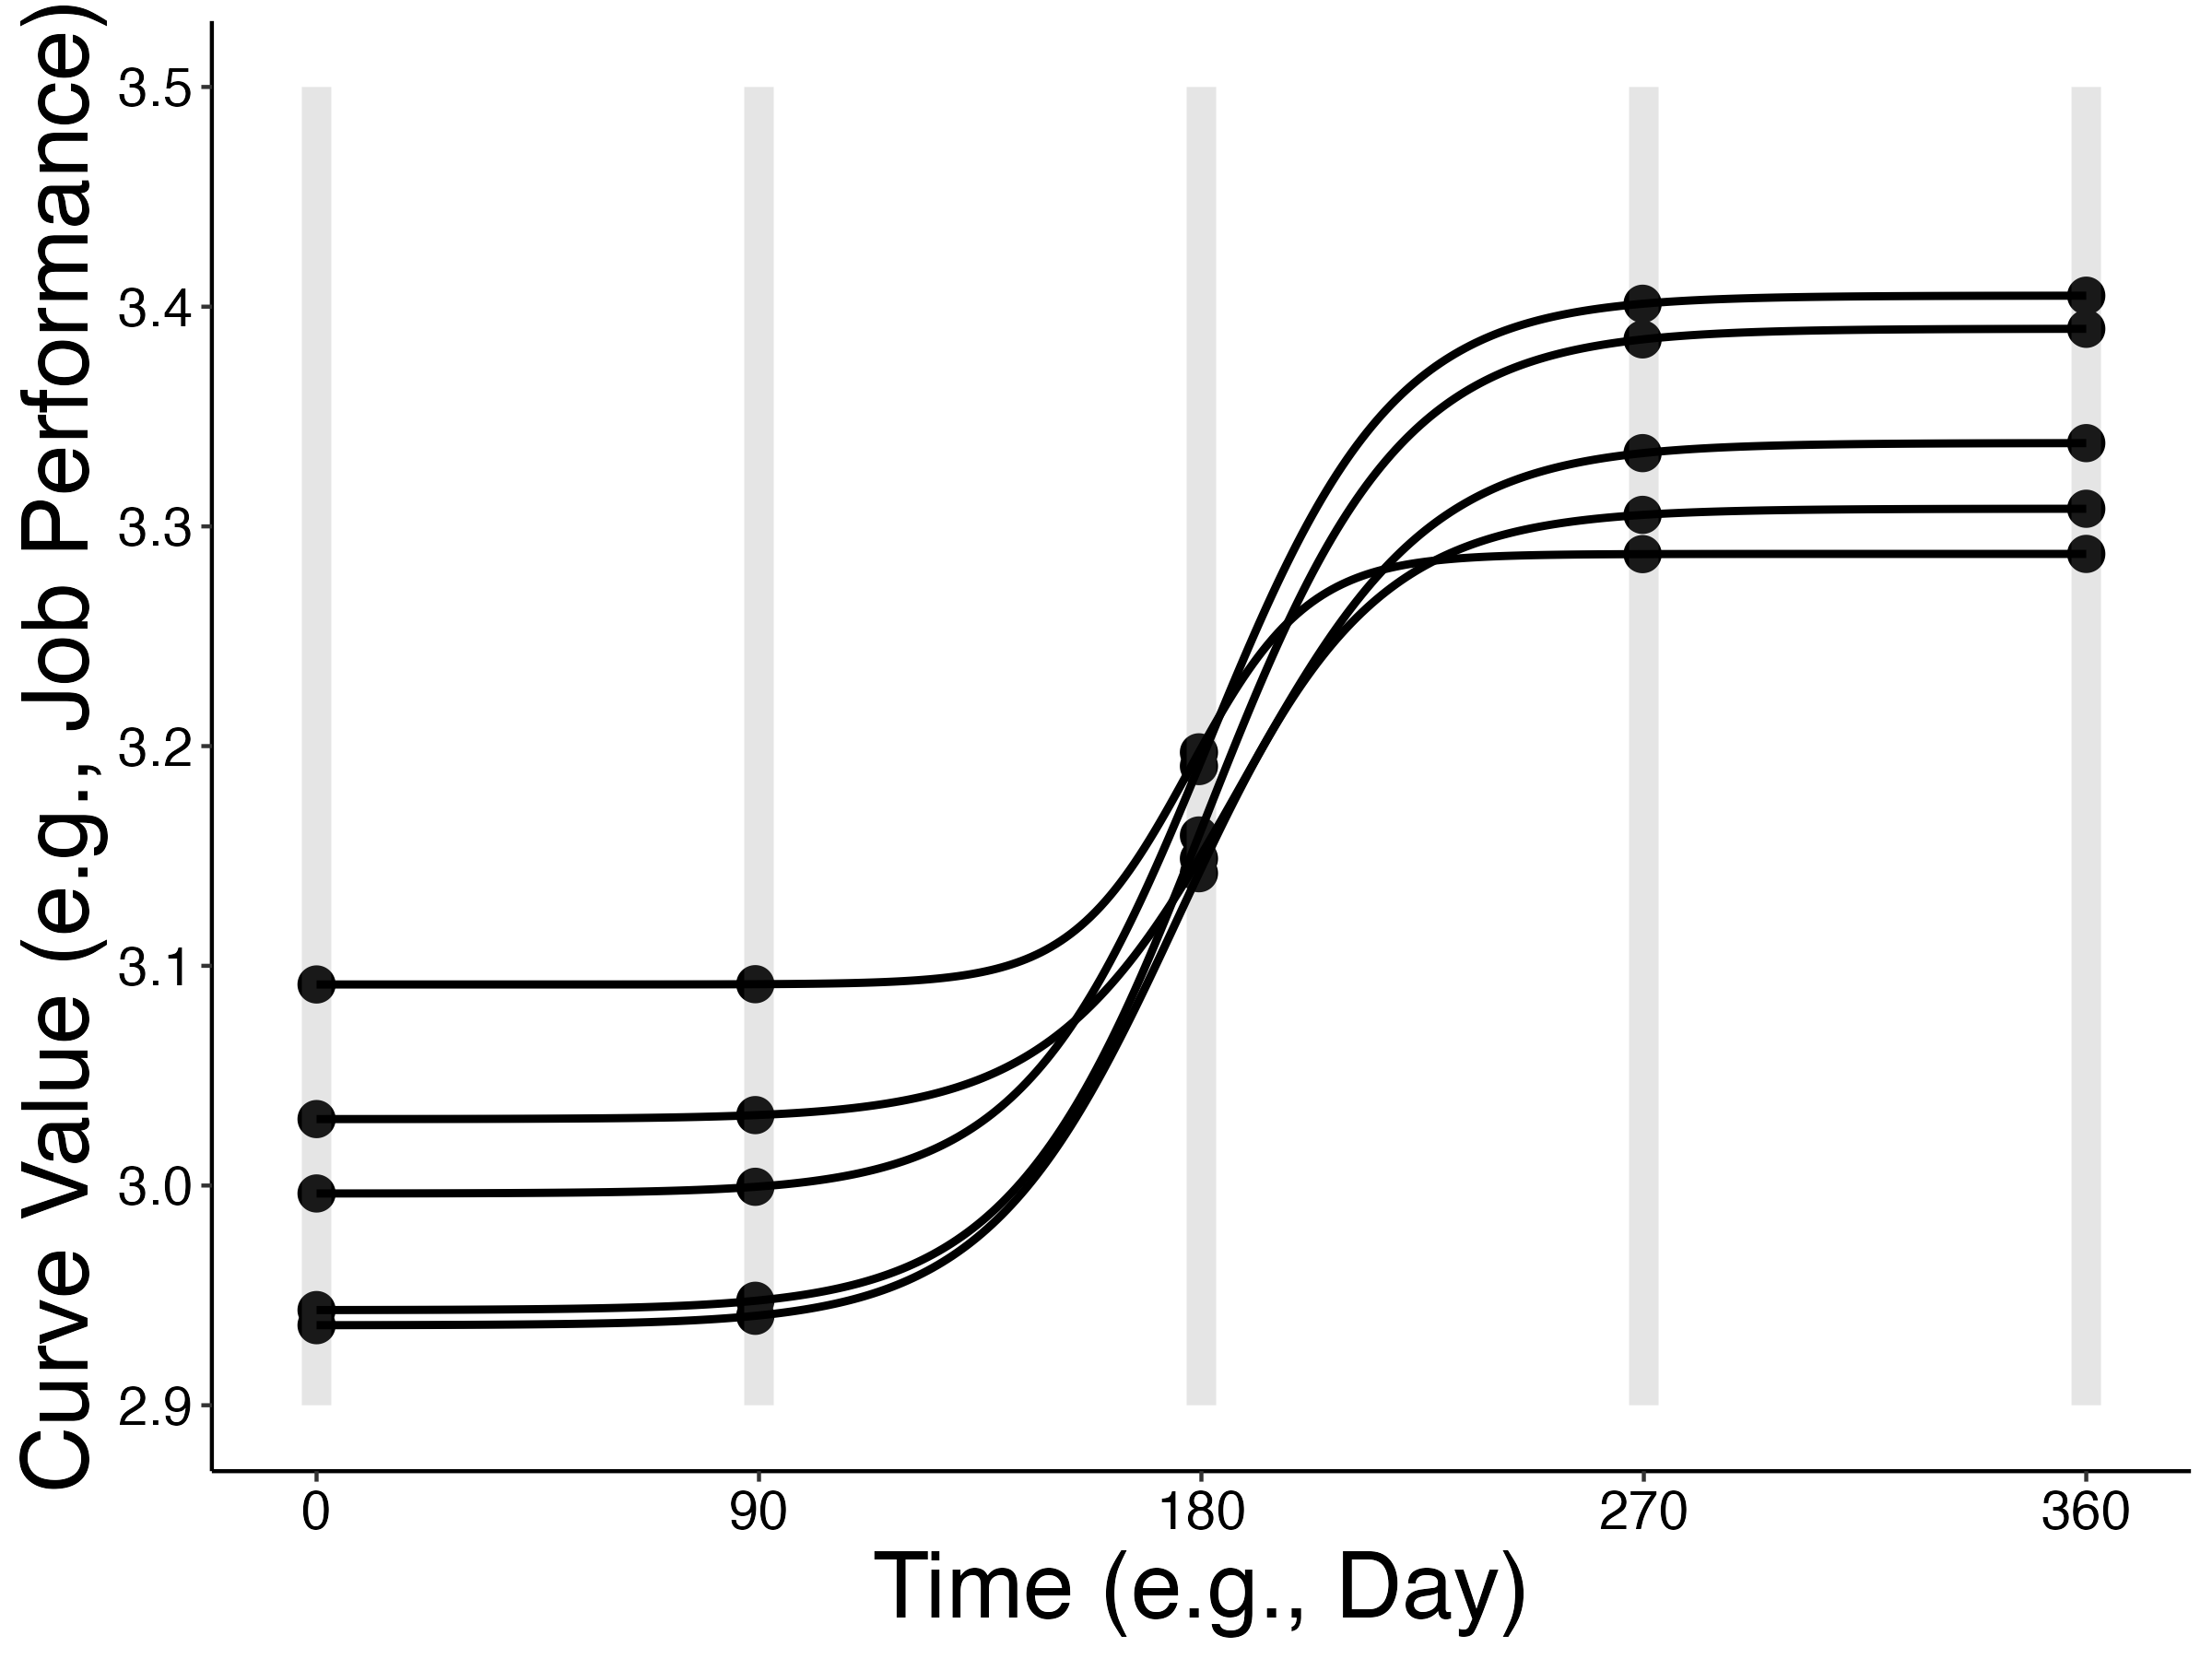 Curve Value (e.g., Job Performance)
3.5
3.4
3.3
3.2
3.1
3.0
2.9
0 90 180 270 360
Time (e.g., Day)